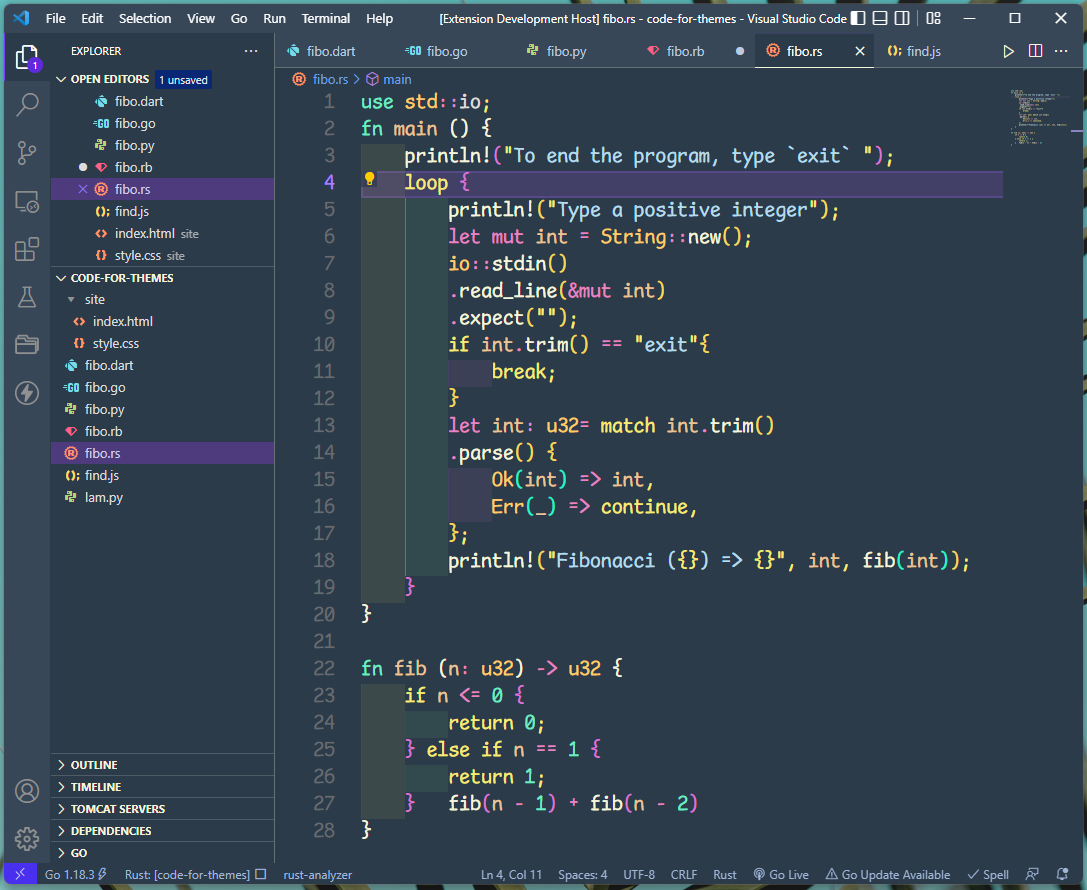 File Edit Selection View Go Run Terminal Help [Extension Development Host] fibo.rs - code-for-themes - Visual Studio Code
EXPLORER
1
OPEN EDITORS 1 unsaved
fibo.dart
GO fibo.go
fibo.py
fibo.rb
fibo.rs
find.js
index.html site
style.css site
CODE-FOR-THEMES
site
index.html
style.css
fibo.dart
GO fibo.go
fibo.py
fibo.rb
fibo.rs
find.js
lam.py
OUTLINE
TIMELINE
TOMCAT SERVERS
DEPENDENCIES
GO
fibo.dart GO fibo.go fibo.py fibo.rb fibo.rs find.js
fibo.rs > main
1 use std::io;
2 fn main () {
3 println!("To end the program, type `exit` ");
4 loop {
5 println!("Type a positive integer");
6 let mut int = String::new();
7 io::stdin()
8 .read_line(&mut int)
9 .expect("");
10 if int.trim() == "exit"{
11 break;
12 }
13 let int: u32= match int.trim()
14 .parse() {
15 Ok(int) => int,
16 Err(_) => continue,
17 };
18 println!("Fibonacci ({}) => {}", int, fib(int));
19 }
20 }
21
22 fn fib (n: u32) -> u32 {
23 if n <= 0 {
24 return 0;
25 } else if n == 1 {
26 return 1;
27 } fib(n - 1) + fib(n - 2)
28 }
Go 1.18.3 Rust: [code-for-themes] rust-analyzer Ln 4, Col 11 Spaces: 4 UTF-8 CRLF Rust Go Live Go Update Available Spell